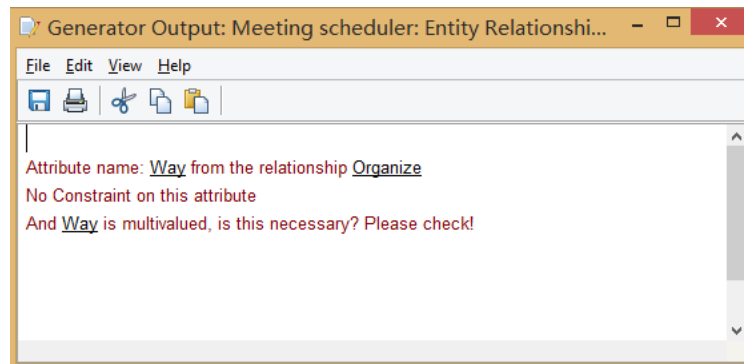 Generator Output: Meeting scheduler: Entity Relationshi...
File Edit View Help
Attribute name: Way from the relationship Organize
No Constraint on this attribute
And Way is multivalued, is this necessary? Please check!